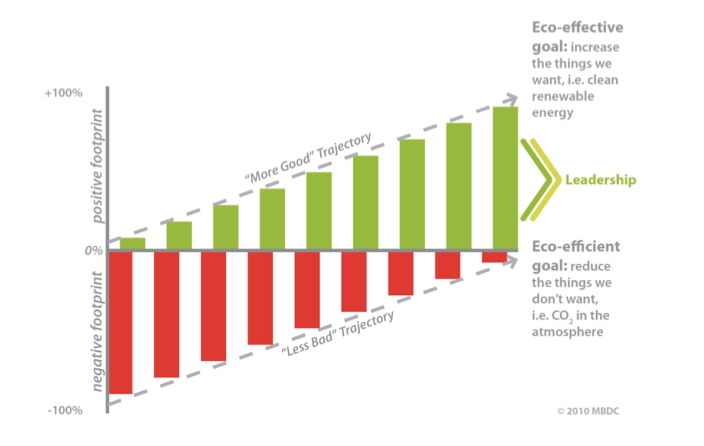 Eco-effective
goal: increase
the things we
want, i.e. clean
renewable
energy
+100%
positive footprint
"More Good" Trajectory
Leadership
0%
Eco-efficient
goal: reduce
the things we
don't want,
i.e. CO₂ in the
atmosphere
negative footprint
"Less Bad" Trajectory
-100%
© 2010 MBDC